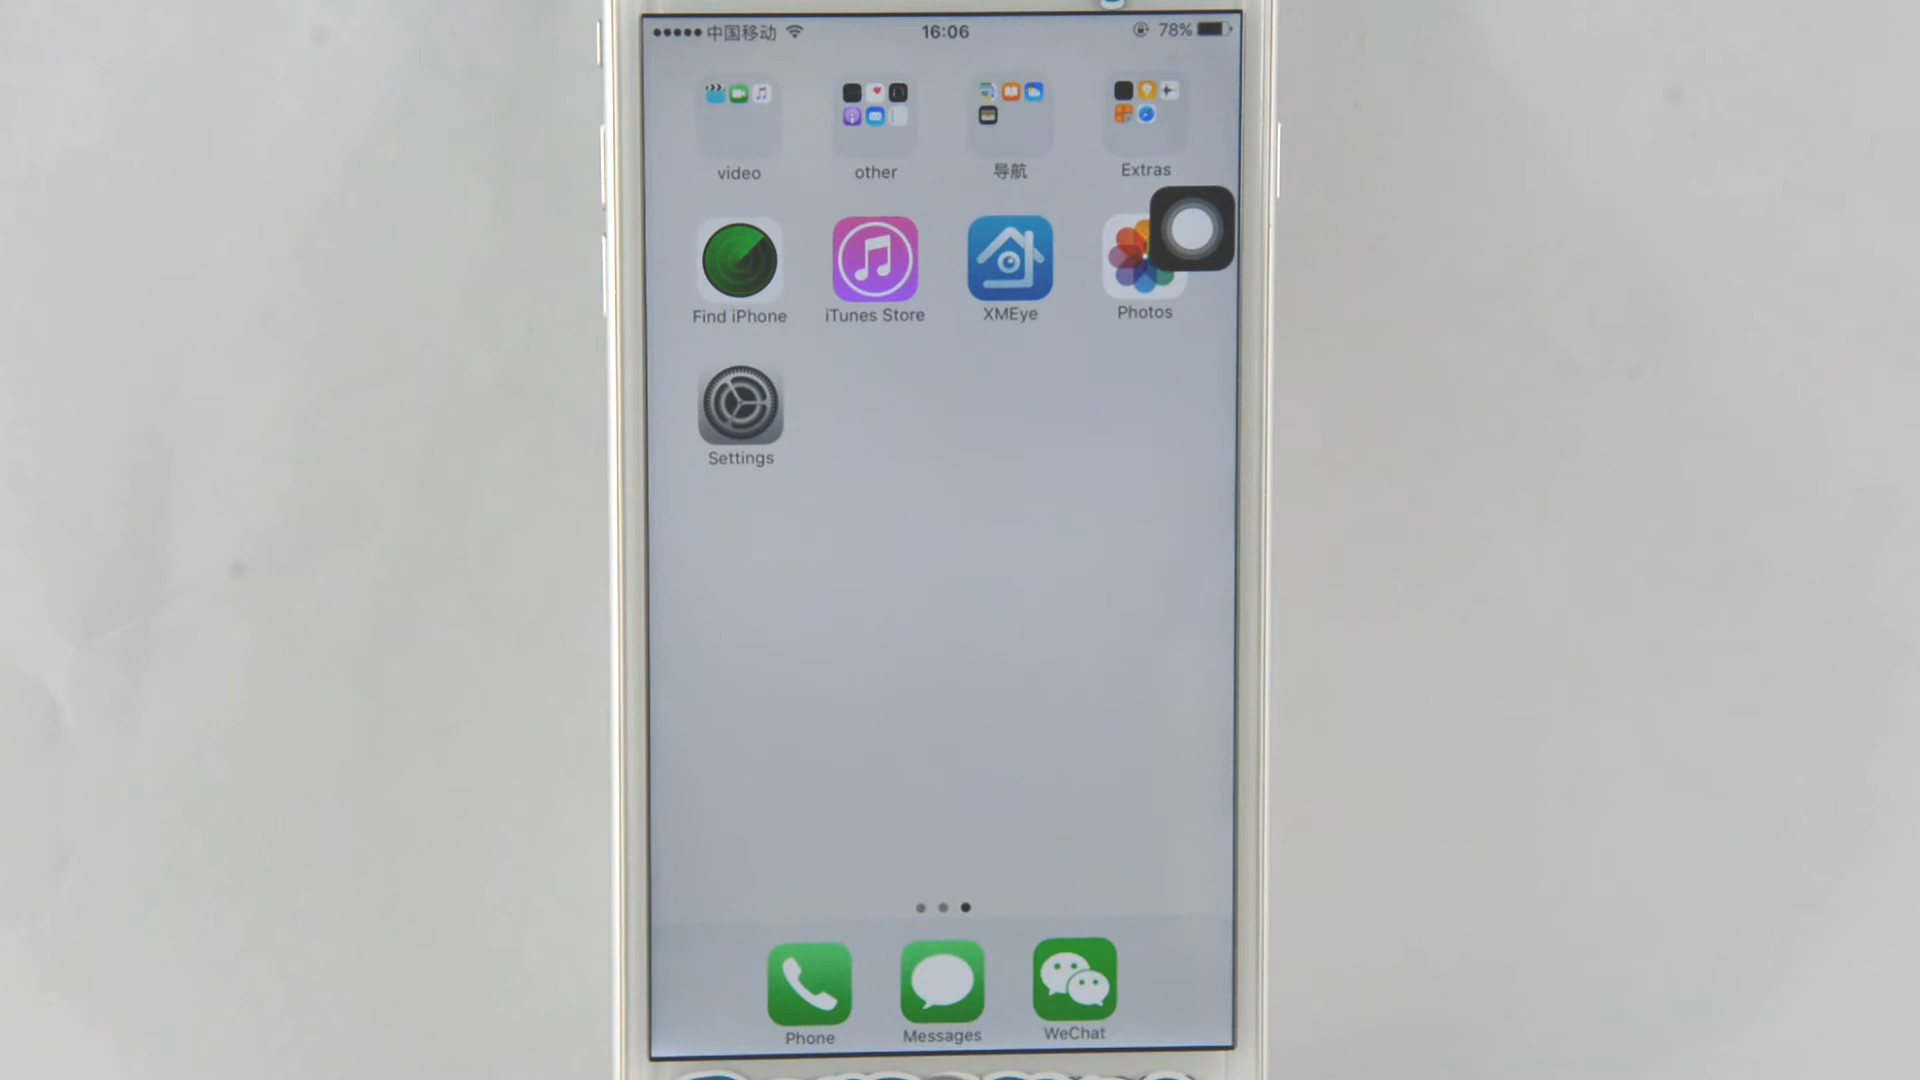 中国移动 16:06 78%
video other 导航 Extras
Find iPhone iTunes Store XMEye Photos
Settings
Phone Messages WeChat